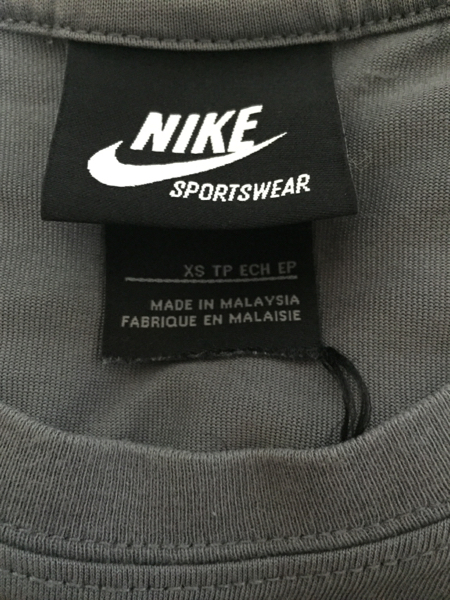 NIKE
SPORTSWEAR
XS TP ECH EP
MADE IN MALAYSIA
FABRIQUE EN MALAISIE